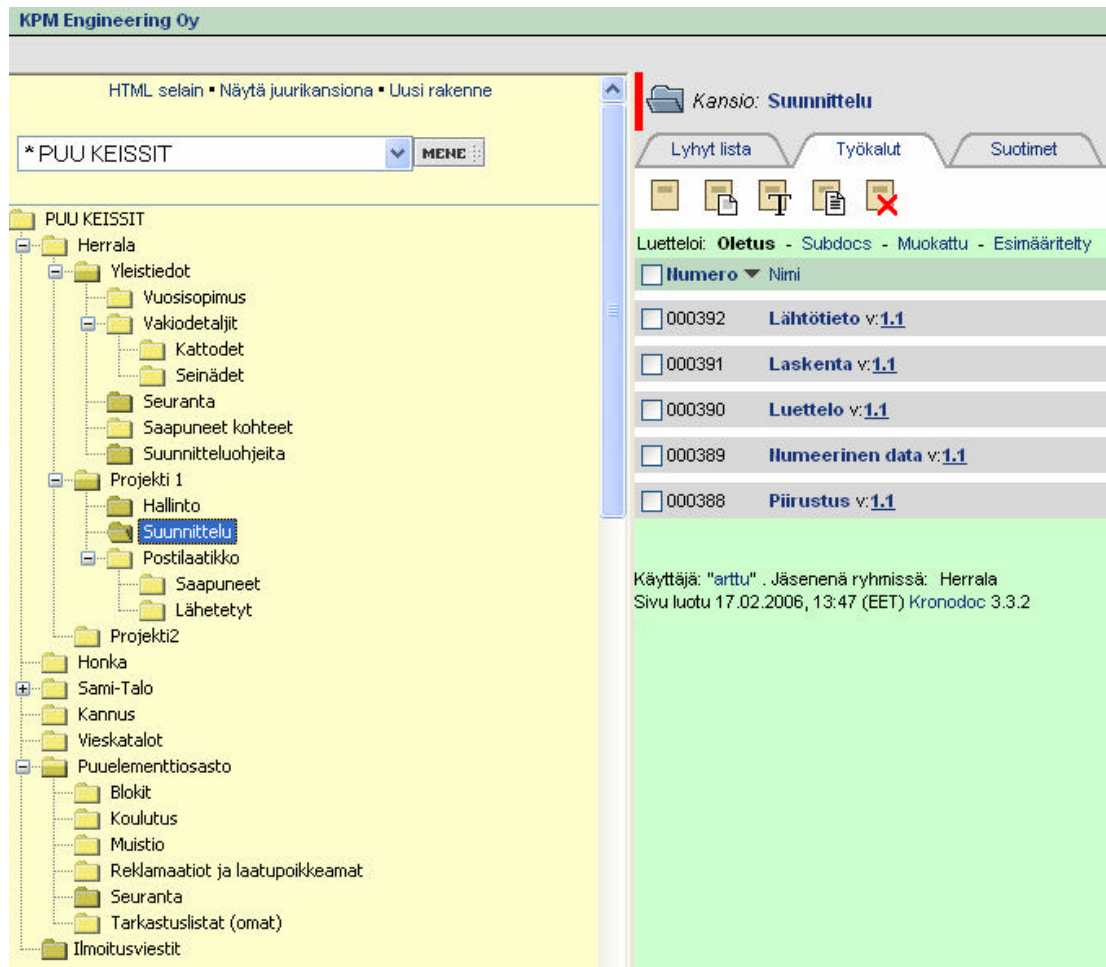 KPM Engineering Oy
HTML selain ▪ Näytä juurikansiona ▪ Uusi rakenne
* PUU KEISSIT
MENE
PUU KEISSIT
Herrala
Yleistiedot
Vuosisopimus
Vakiodetaljit
Kattodet
Seinädet
Seuranta
Saapuneet kohteet
Suunnitteluohjeita
Projekti 1
Hallinto
Suunnittelu
Postilaatikko
Saapuneet
Lähetetyt
Projekti2
Honka
Sami-Talo
Kannus
Vieskatalot
Puuelementtiosasto
Blokit
Koulutus
Muistio
Reklamaatiot ja laatupoikkeamat
Seuranta
Tarkastuslistat (omat)
Ilmoitusviestit
Kansio: Suunnittelu
Lyhyt lista Työkalut Suotimet
Luetteloi: Oletus - Subdocs - Muokattu - Esimääritelty
Numero Nimi
000392 Lähtötieto v:1.1
000391 Laskenta v:1.1
000390 Luettelo v:1.1
000389 Numeerinen data v:1.1
000388 Piirustus v:1.1
Käyttäjä: "arttu" . Jäsenenä ryhmissä: Herrala
Sivu luotu 17.02.2006, 13:47 (EET) Kronodoc 3.3.2